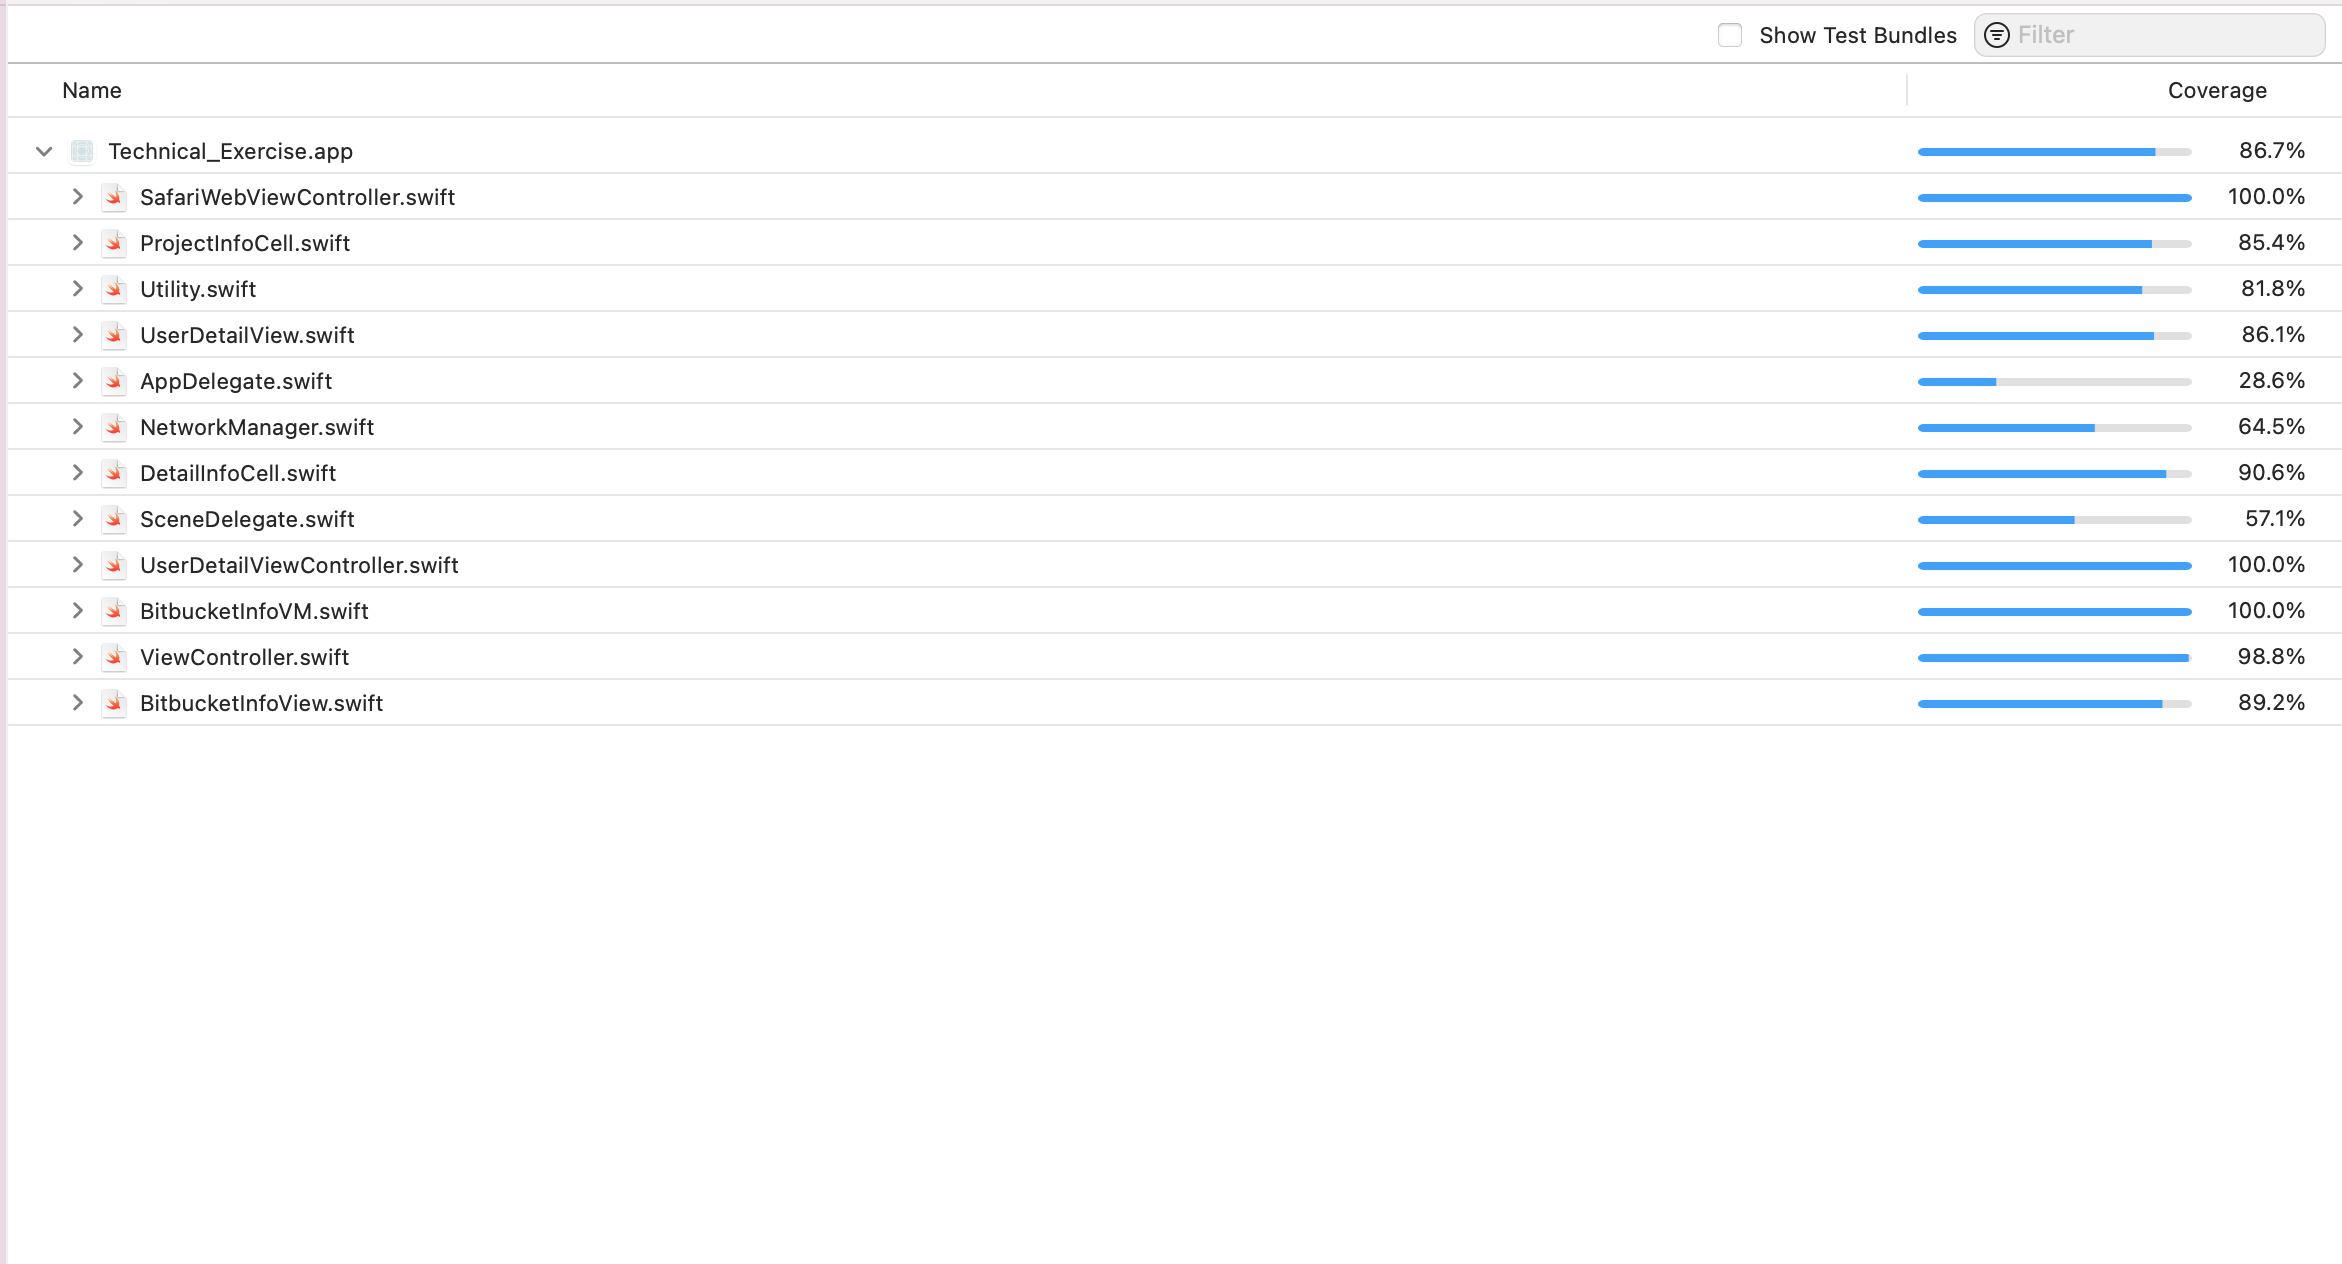 Show Test Bundles Filter
Name Coverage
Technical_Exercise.app 86.7%
SafariWebViewController.swift 100.0%
ProjectInfoCell.swift 85.4%
Utility.swift 81.8%
UserDetailView.swift 86.1%
AppDelegate.swift 28.6%
NetworkManager.swift 64.5%
DetailInfoCell.swift 90.6%
SceneDelegate.swift 57.1%
UserDetailViewController.swift 100.0%
BitbucketInfoVM.swift 100.0%
ViewController.swift 98.8%
BitbucketInfoView.swift 89.2%